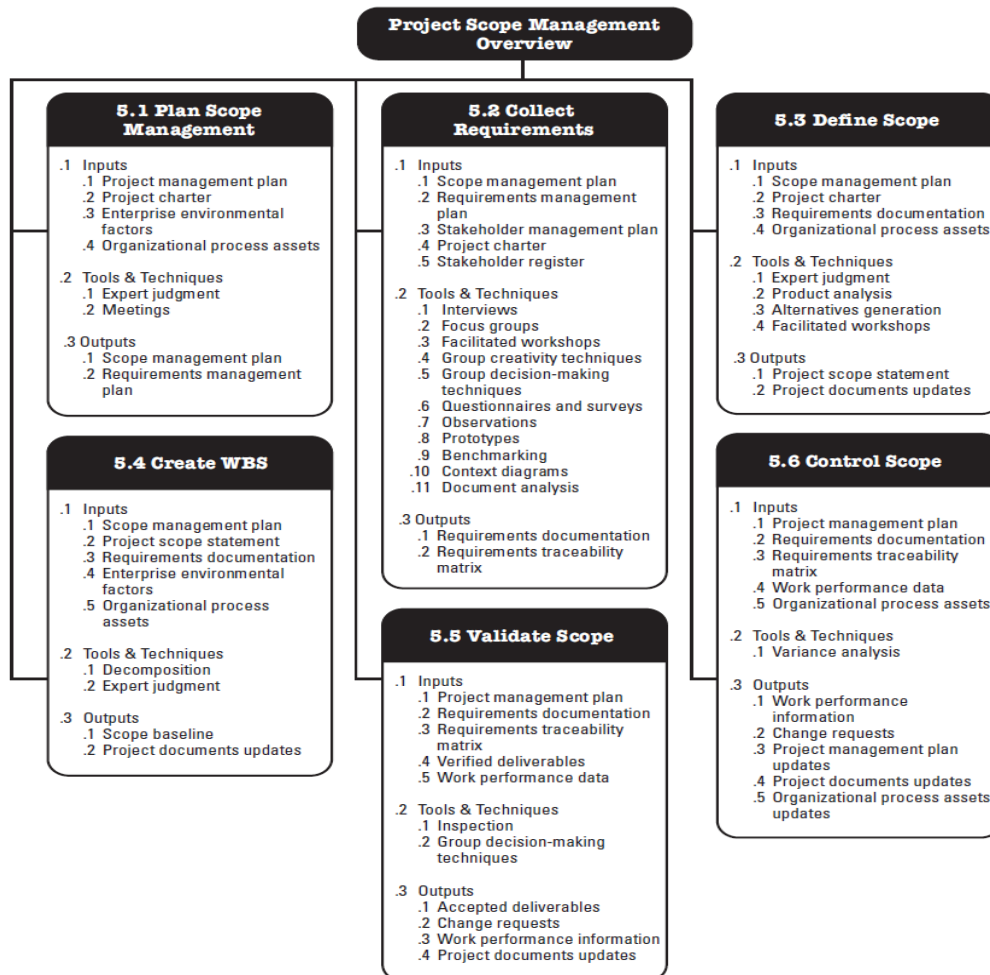 Project Scope Management
Overview
5.1 Plan Scope
Management
.1 Inputs
.1 Project management plan
.2 Project charter
.3 Enterprise environmental
factors
.4 Organizational process assets
.2 Tools & Techniques
.1 Expert judgment
.2 Meetings
.3 Outputs
.1 Scope management plan
.2 Requirements management
plan
5.2 Collect
Requirements
.1 Inputs
.1 Scope management plan
.2 Requirements management
plan
.3 Stakeholder management plan
.4 Project charter
.5 Stakeholder register
.2 Tools & Techniques
.1 Interviews
.2 Focus groups
.3 Facilitated workshops
.4 Group creativity techniques
.5 Group decision-making
techniques
.6 Questionnaires and surveys
.7 Observations
.8 Prototypes
.9 Benchmarking
.10 Context diagrams
.11 Document analysis
.3 Outputs
.1 Requirements documentation
.2 Requirements traceability
matrix
5.3 Define Scope
.1 Inputs
.1 Scope management plan
.2 Project charter
.3 Requirements documentation
.4 Organizational process assets
.2 Tools & Techniques
.1 Expert judgment
.2 Product analysis
.3 Alternatives generation
.4 Facilitated workshops
.3 Outputs
.1 Project scope statement
.2 Project documents updates
5.4 Create WBS
.1 Inputs
.1 Scope management plan
.2 Project scope statement
.3 Requirements documentation
.4 Enterprise environmental
factors
.5 Organizational process
assets
.2 Tools & Techniques
.1 Decomposition
.2 Expert judgment
.3 Outputs
.1 Scope baseline
.2 Project documents updates
5.5 Validate Scope
.1 Inputs
.1 Project management plan
.2 Requirements documentation
.3 Requirements traceability
matrix
.4 Verified deliverables
.5 Work performance data
.2 Tools & Techniques
.1 Inspection
.2 Group decision-making
techniques
.3 Outputs
.1 Accepted deliverables
.2 Change requests
.3 Work performance information
.4 Project documents updates
5.6 Control Scope
.1 Inputs
.1 Project management plan
.2 Requirements documentation
.3 Requirements traceability
matrix
.4 Work performance data
.5 Organizational process assets
.2 Tools & Techniques
.1 Variance analysis
.3 Outputs
.1 Work performance
information
.2 Change requests
.3 Project management plan
updates
.4 Project documents updates
.5 Organizational process assets
updates